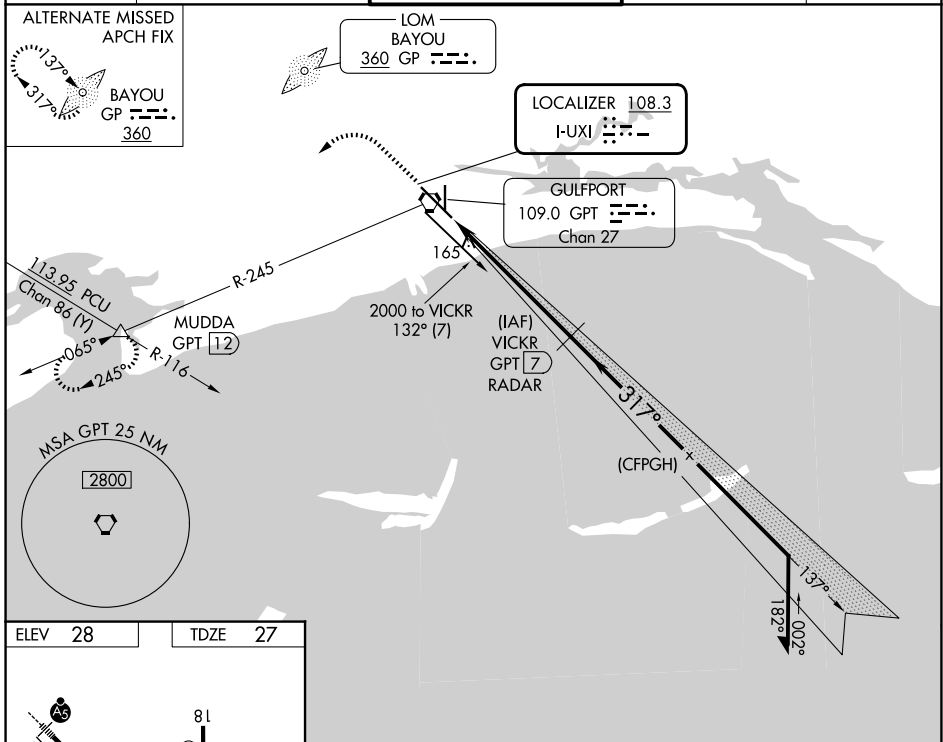 ALTERNATE MISSED
APCH FIX
137°
317°
BAYOU
GP
360
LOM
BAYOU
360 GP
LOCALIZER 108.3
I-UXI
GULFPORT
109.0 GPT
Chan 27
165
R-245
2000 to VICKR
132° (7)
113.95 PCU
Chan 86 (Y)
MUDDA
GPT 12
065°
245°
R-116
(IAF)
VICKR
GPT 7
RADAR
317°
(CFPGH)
MSA GPT 25 NM
2800
137°
182°
002°
ELEV 28
TDZE 27
A5
18